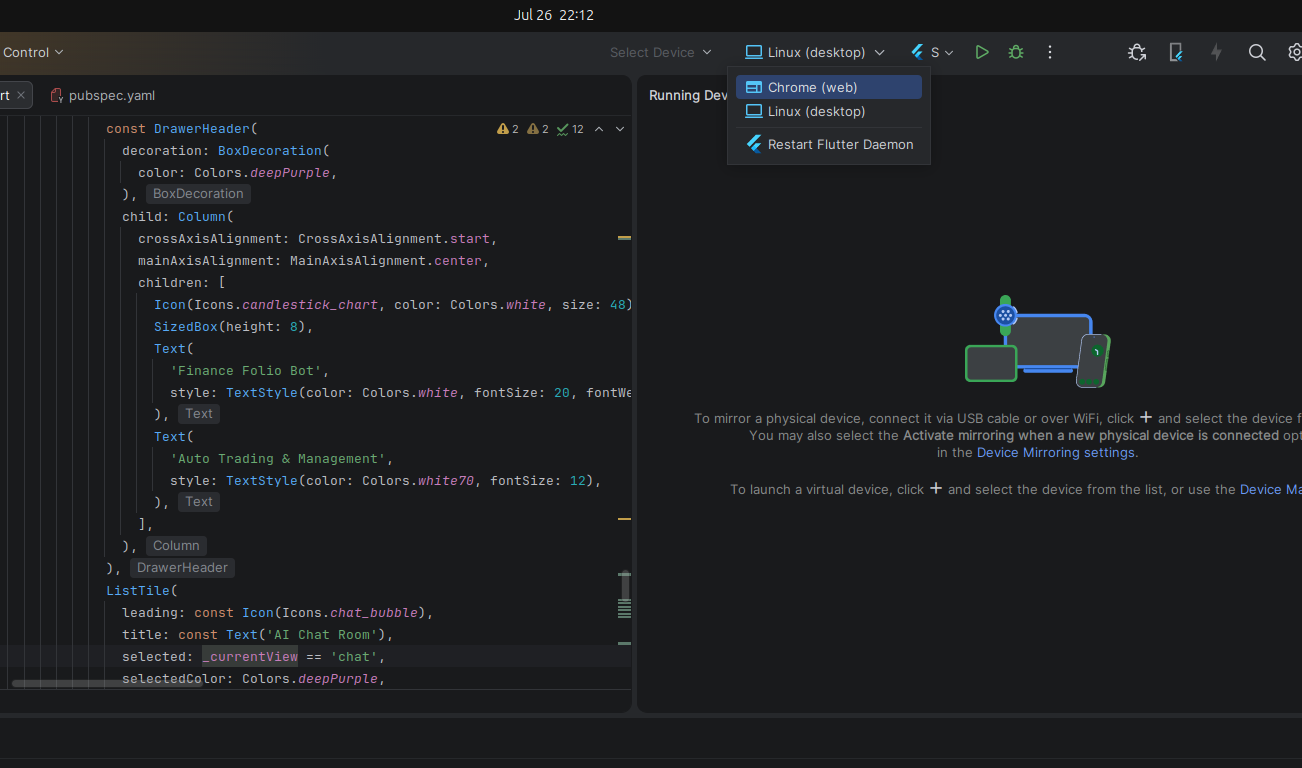 Jul 26 22:12
Control
Select Device
Linux (desktop)
S
rt
pubspec.yaml
Running Dev
Chrome (web)
Linux (desktop)
Restart Flutter Daemon
2 2 12
const DrawerHeader(
decoration: BoxDecoration(
color: Colors.deepPurple,
), BoxDecoration
child: Column(
crossAxisAlignment: CrossAxisAlignment.start,
mainAxisAlignment: MainAxisAlignment.center,
children: [
Icon(Icons.candlestick_chart, color: Colors.white, size: 48)
SizedBox(height: 8),
Text(
'Finance Folio Bot',
style: TextStyle(color: Colors.white, fontSize: 20, fontWe
), Text
Text(
'Auto Trading & Management',
style: TextStyle(color: Colors.white70, fontSize: 12),
), Text
],
), Column
), DrawerHeader
ListTile(
leading: const Icon(Icons.chat_bubble),
title: const Text('AI Chat Room'),
selected: _currentView == 'chat',
selectedColor: Colors.deepPurple,
To mirror a physical device, connect it via USB cable or over WiFi, click + and select the device f
You may also select the Activate mirroring when a new physical device is connected opt
in the Device Mirroring settings.
To launch a virtual device, click + and select the device from the list, or use the Device Ma